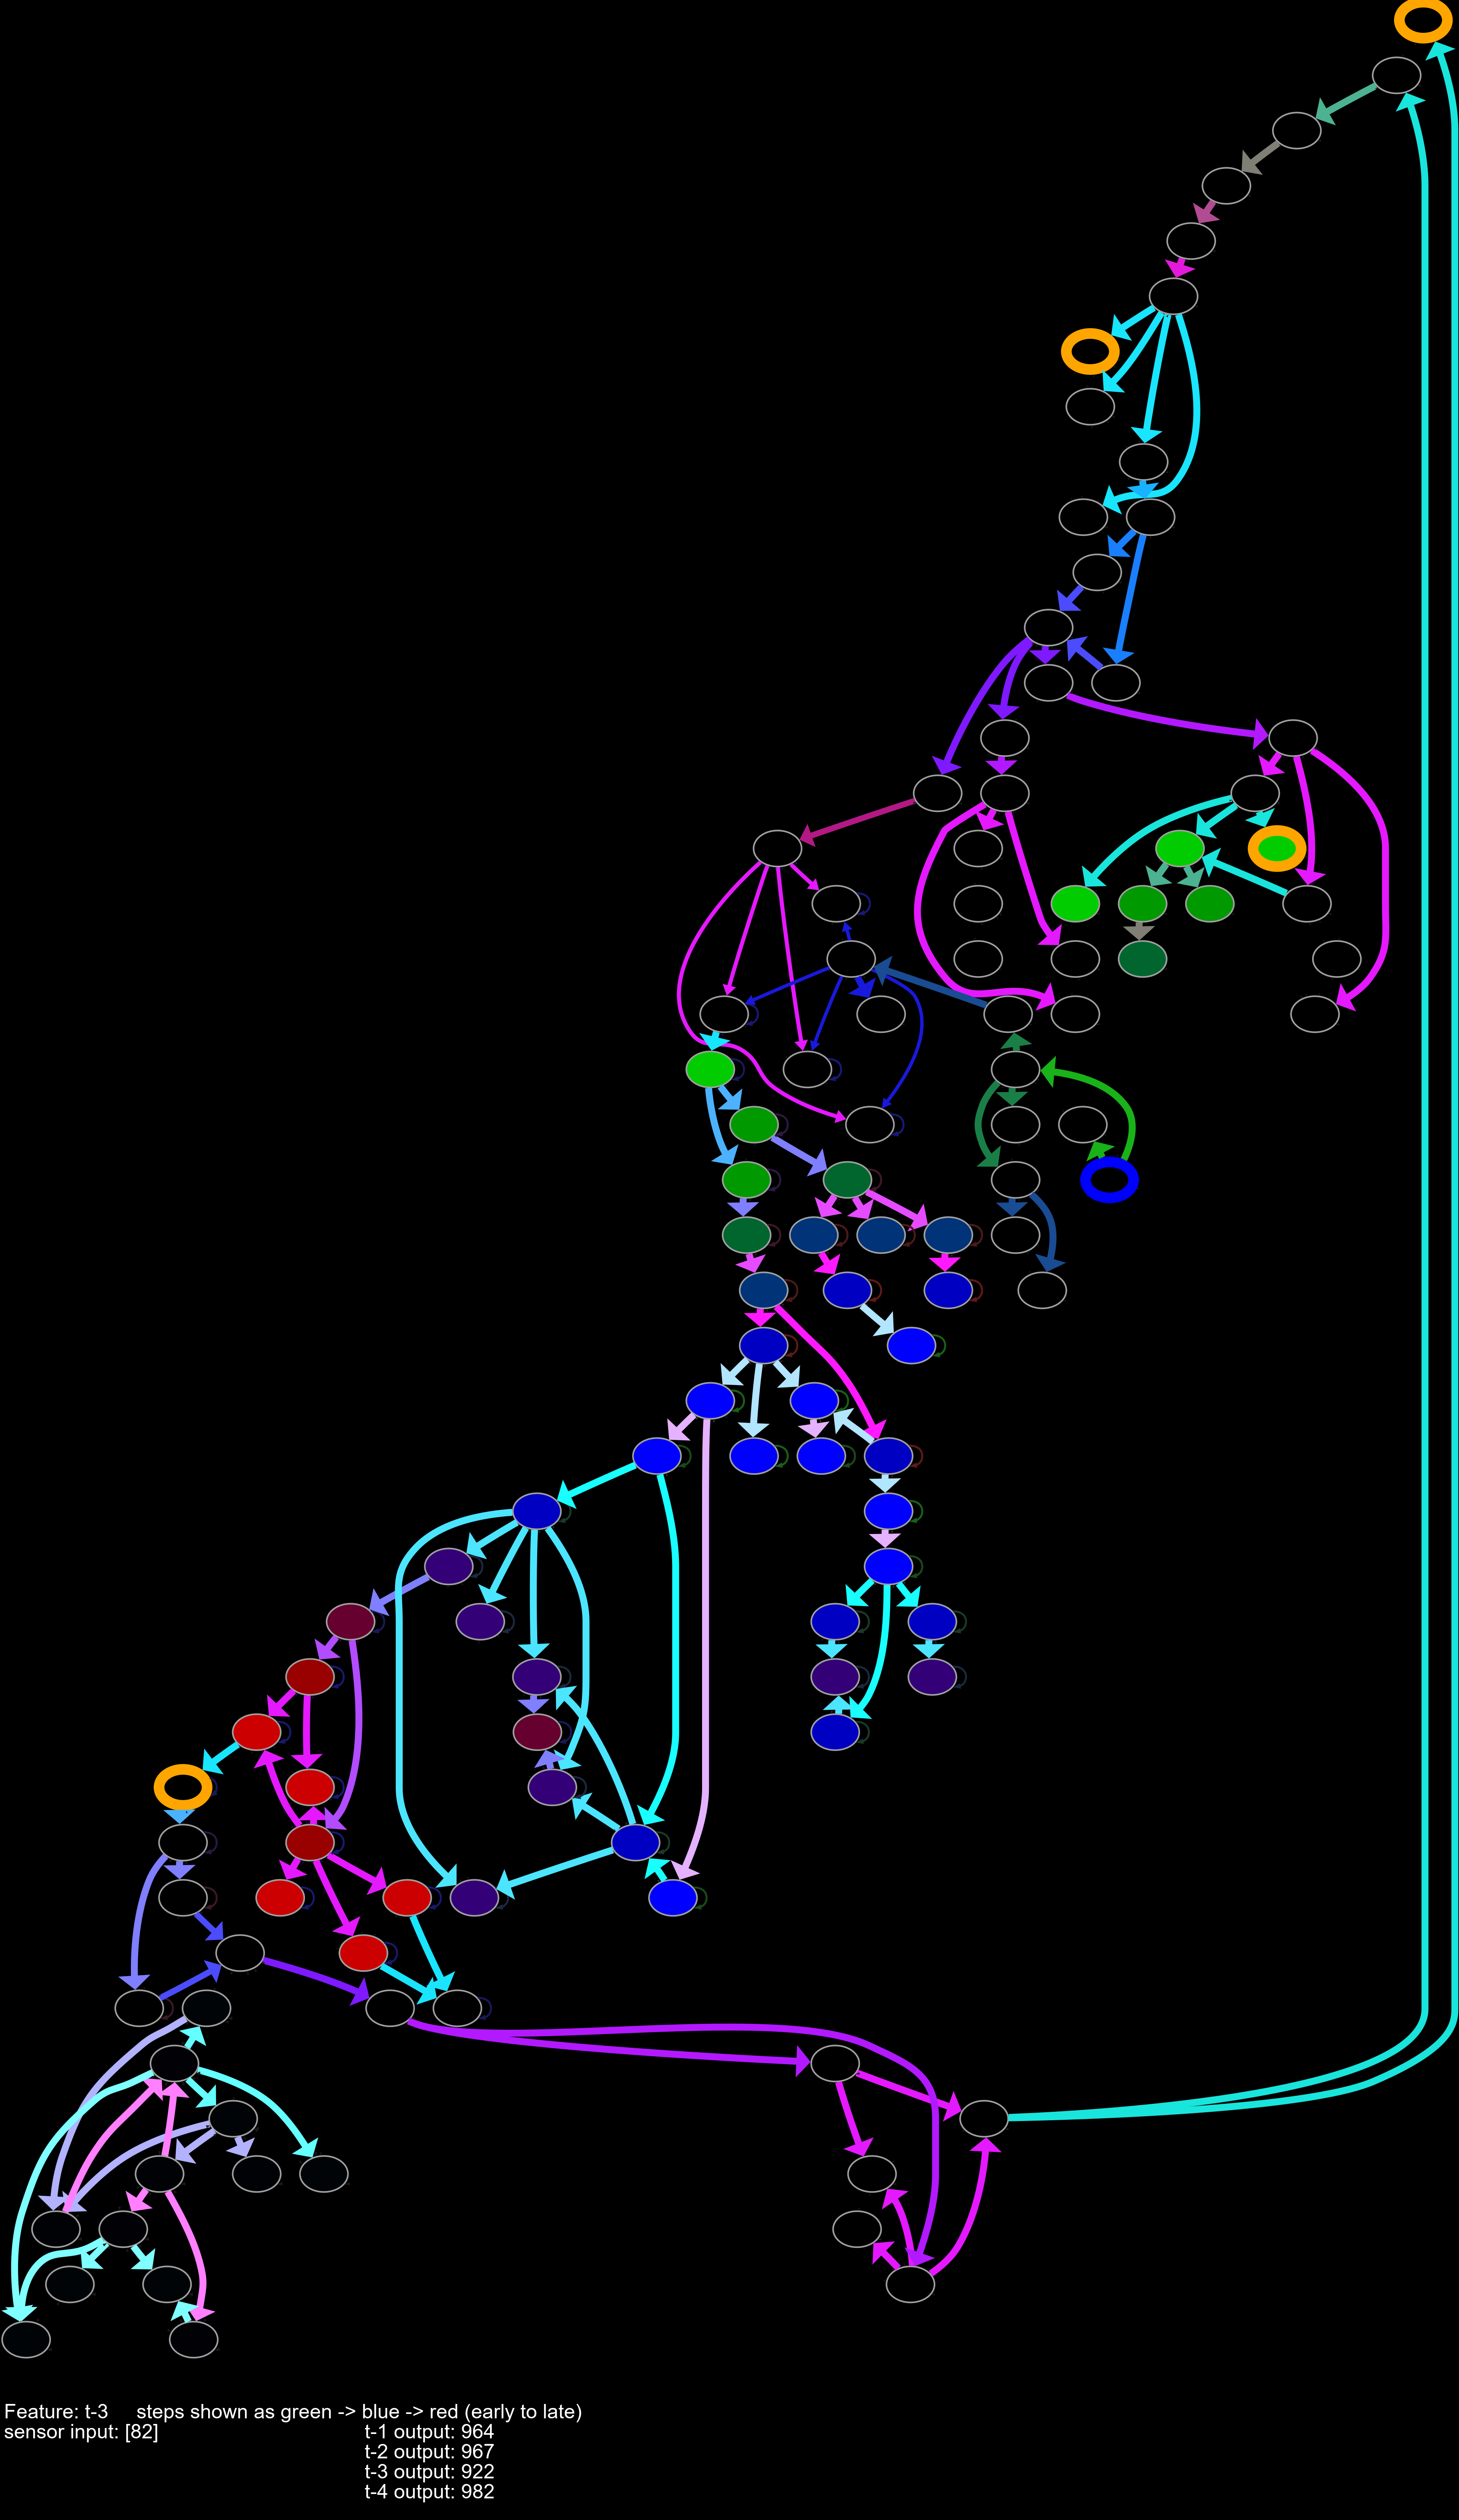 Feature: t-3     steps shown as green -> blue -> red (early to late)
sensor input: [82]
t-1 output: 964
t-2 output: 967
t-3 output: 922
t-4 output: 982